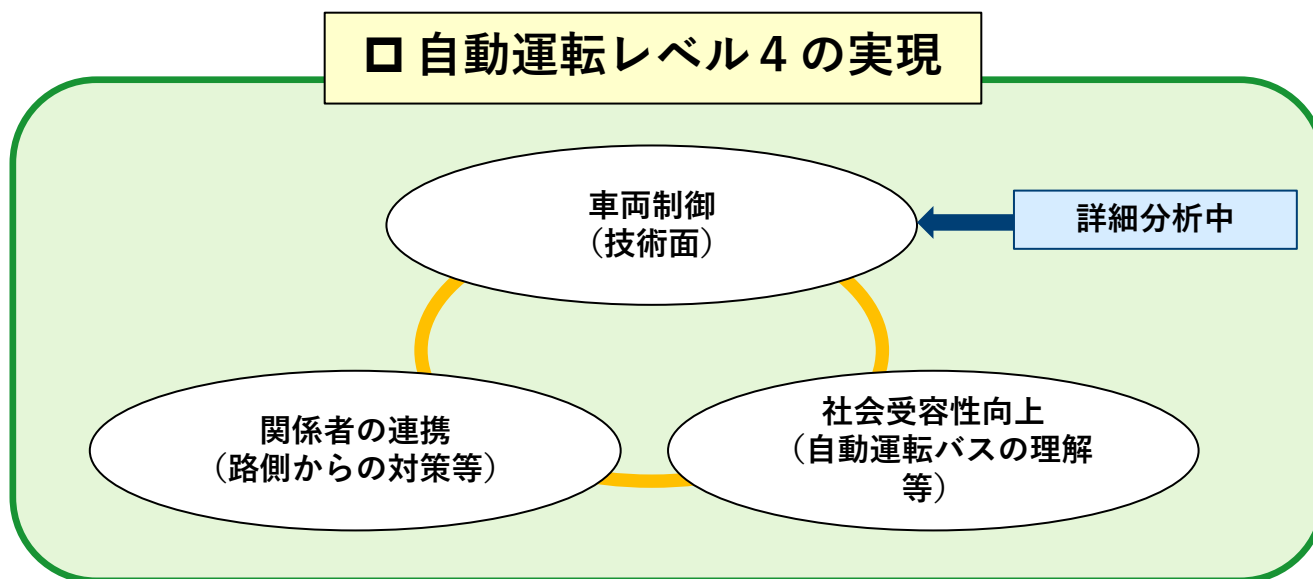 □ 自動運転レベル４の実現
車両制御
（技術面）
詳細分析中
関係者の連携
（路側からの対策等）
社会受容性向上
（自動運転バスの理解
等）